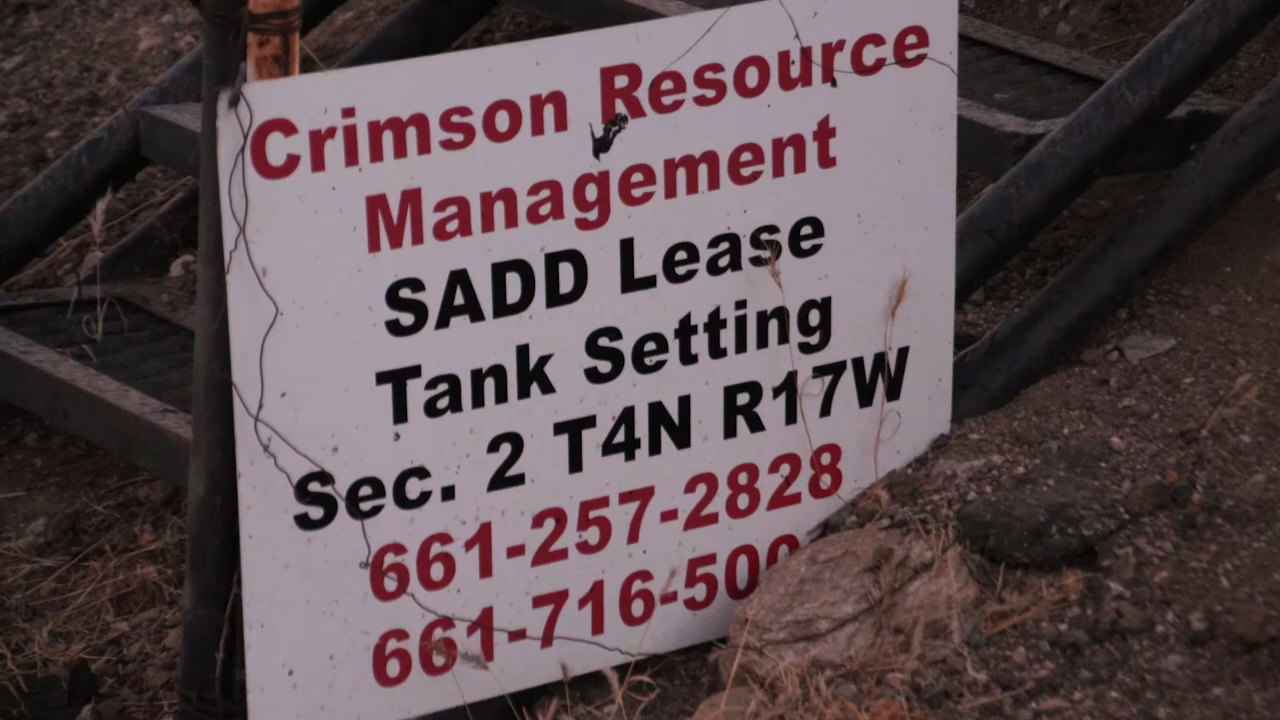 Crimson Resource
Management
SADD Lease
Tank Setting
Sec. 2 T4N R17W
661-257-2828